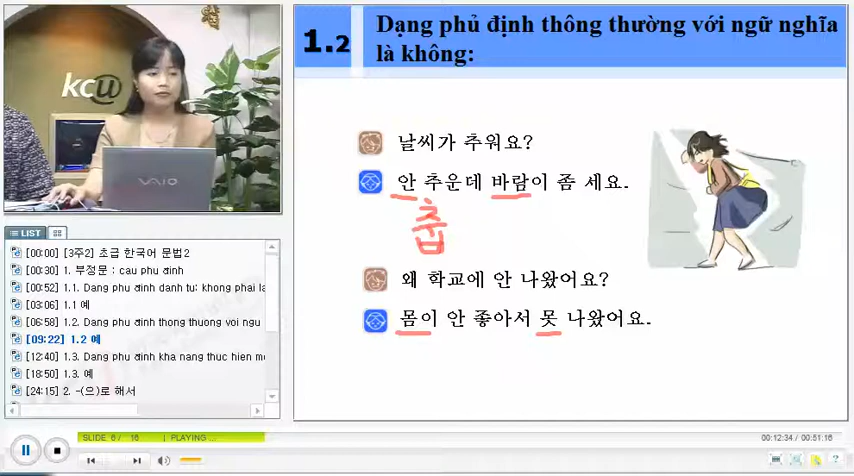 1.2
Dạng phủ định thông thường với ngữ nghĩa
là không:
kcu
VAIO
날씨가 추워요?
안 추운데 바람이 좀 세요.
춥
왜 학교에 안 나왔어요?
몸이 안 좋아서 못 나왔어요.
LIST
[00:00] [3주2] 초급 한국어 문법2
[00:30] 1. 부정문 : cau phu đinh
[00:52] 1.1. Dang phu đinh danh tu: khong phai la
[03:06] 1.1 예
[06:58] 1.2. Dang phu đinh thong thuong voi ngu
[09:22] 1.2 예
[12:40] 1.3. Dang phu đinh kha nang thuc hien mo
[18:50] 1.3. 예
[24:15] 2. -(으)로 해서
SLIDE 6 / 16 | PLAYING ...
00:12:34 / 00:51:16